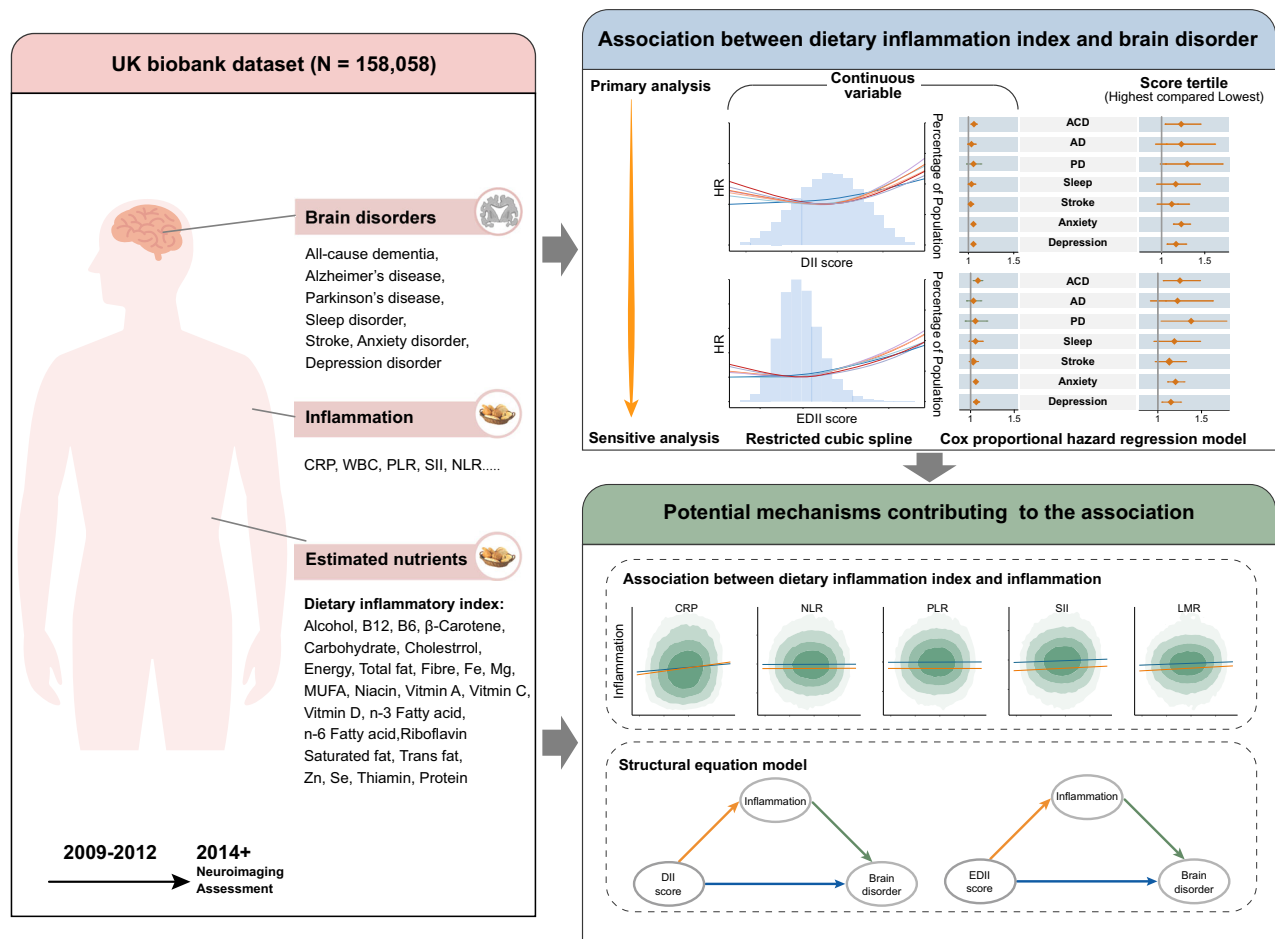 UK biobank dataset (N = 158,058)
Brain disorders
All-cause dementia,
Alzheimer's disease,
Parkinson's disease,
Sleep disorder,
Stroke, Anxiety disorder,
Depression disorder
Inflammation
CRP, WBC, PLR, SII, NLR.....
Estimated nutrients
Dietary inflammatory index:
Alcohol, B12, B6, β-Carotene,
Carbohydrate, Cholestrrol,
Energy, Total fat, Fibre, Fe, Mg,
MUFA, Niacin, Vitmin A, Vitmin C,
Vitmin D, n-3 Fatty acid,
n-6 Fatty acid,Riboflavin
Saturated fat, Trans fat,
Zn, Se, Thiamin, Protein
2009-2012
2014+
Neuroimaging
Assessment
Association between dietary inflammation index and brain disorder
Primary analysis
Continuous
variable
Score tertile
(Highest compared Lowest)
HR
Percentage of Population
DII score
ACD
AD
PD
Sleep
Stroke
Anxiety
Depression
1 1.5
1 1.5
HR
Percentage of Population
EDII score
ACD
AD
PD
Sleep
Stroke
Anxiety
Depression
1 1.5
1 1.5
Sensitive analysis
Restricted cubic spline
Cox proportional hazard regression model
Potential mechanisms contributing to the association
Association between dietary inflammation index and inflammation
Inflammation
CRP
NLR
PLR
SII
LMR
Structural equation model
Inflammation
DII
score
Brain
disorder
Inflammation
EDII
score
Brain
disorder